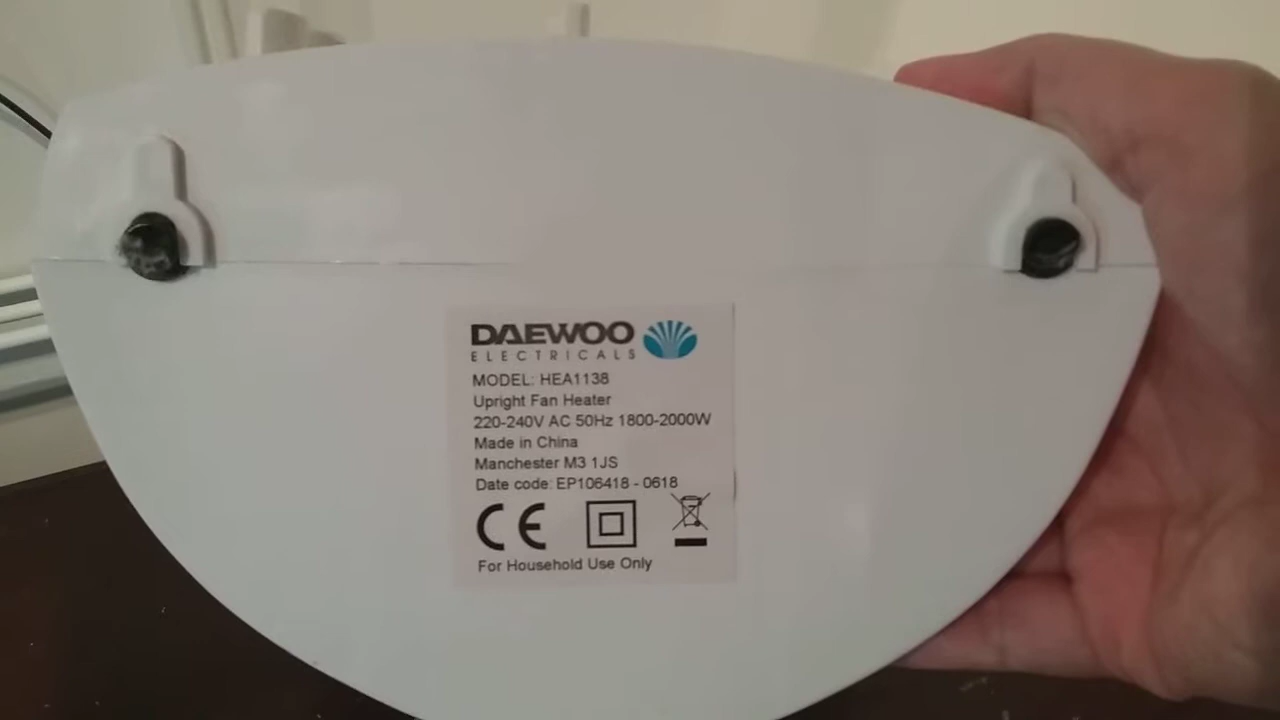 DAEWOO
ELECTRICALS
MODEL: HEA1138
Upright Fan Heater
220-240V AC 50Hz 1800-2000W
Made in China
Manchester M3 1JS
Date code: EP106418 - 0618
CE
For Household Use Only